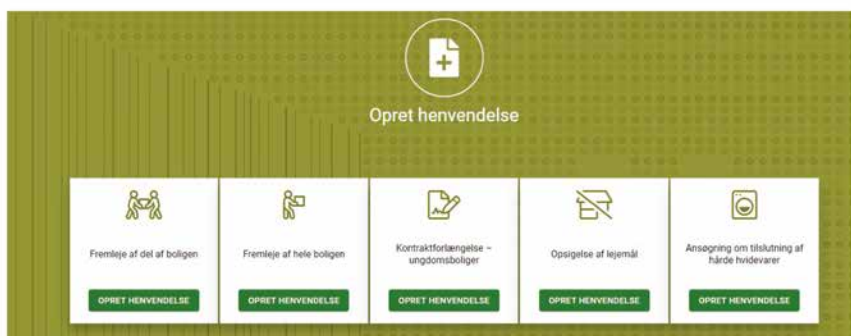 Opret henvendelse
Fremleje af del af boligen
OPRET HENVENDELSE
Fremleje af hele boligen
OPRET HENVENDELSE
Kontraktforlængelse –
ungdomsboliger
OPRET HENVENDELSE
Opsigelse af lejemål
OPRET HENVENDELSE
Ansøgning om tilslutning af
hårde hvidevarer
OPRET HENVENDELSE